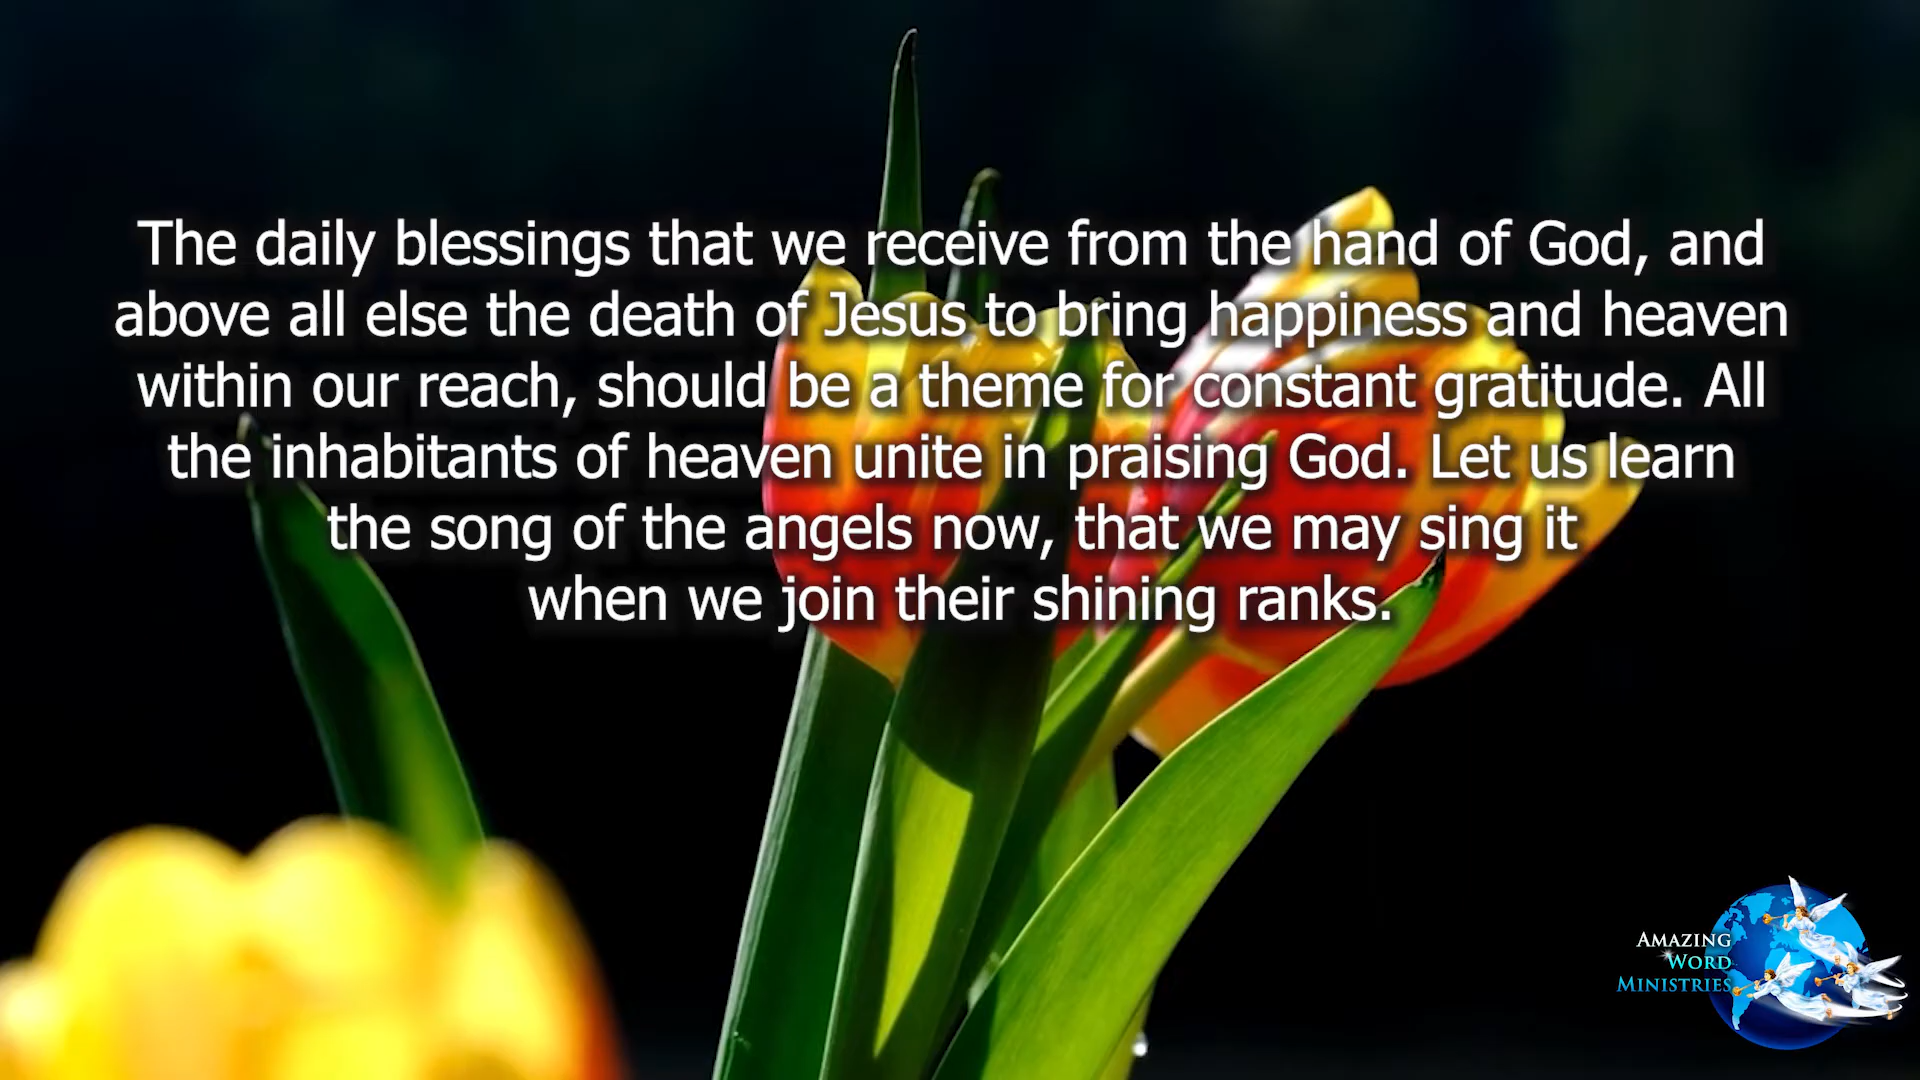 The daily blessings that we receive from the hand of God, and
above all else the death of Jesus to bring happiness and heaven
within our reach, should be a theme for constant gratitude. All
the inhabitants of heaven unite in praising God. Let us learn
the song of the angels now, that we may sing it
when we join their shining ranks.
AMAZING
WORD
MINISTRIES